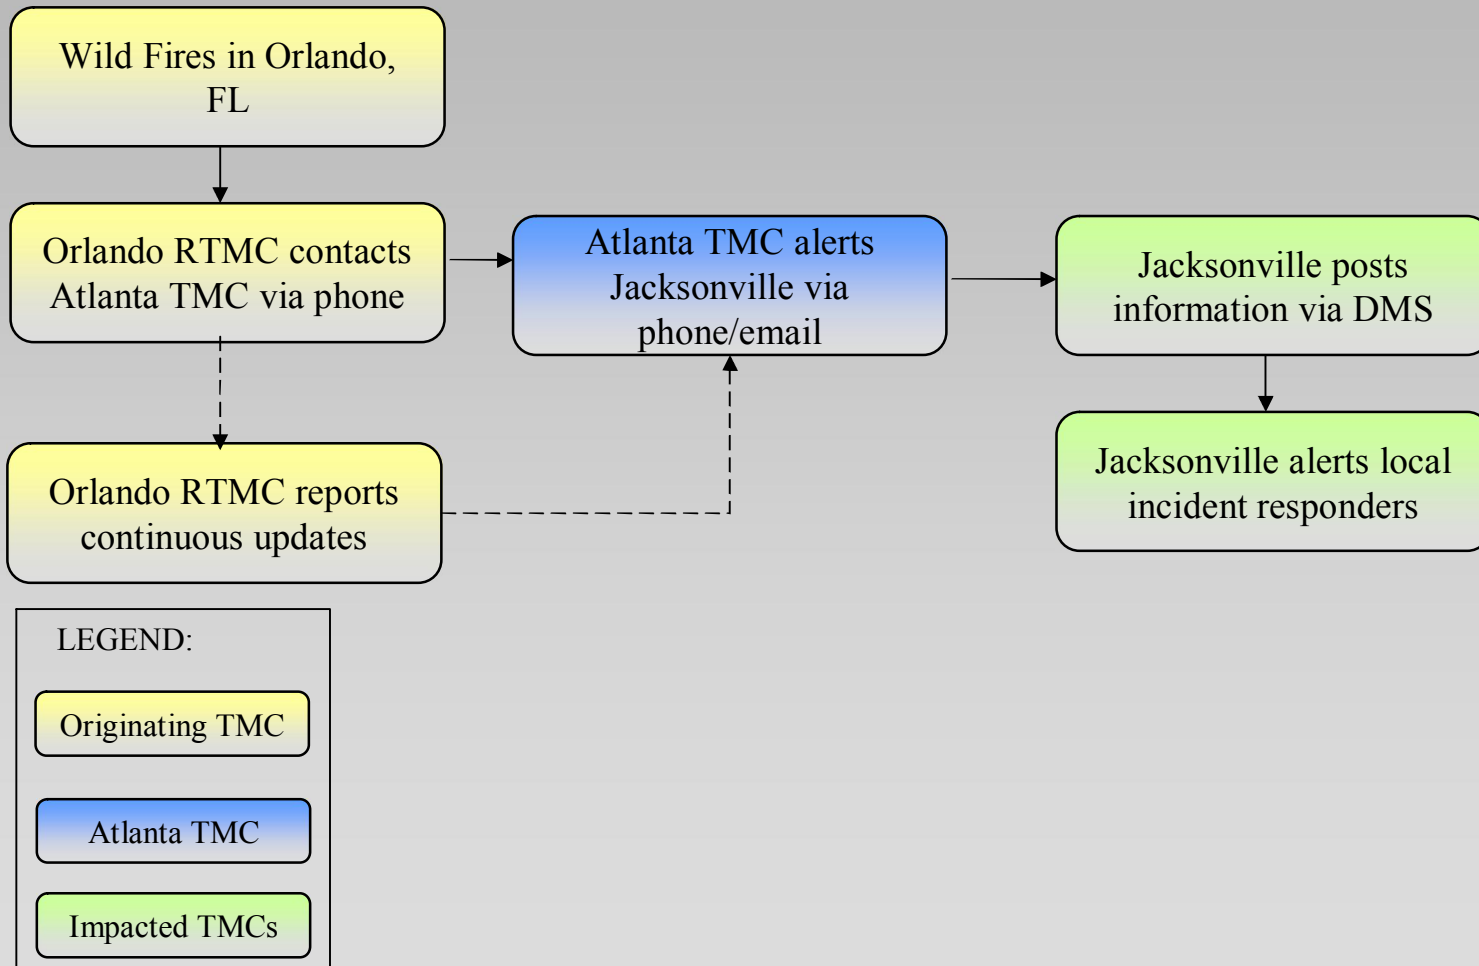 Wild Fires in Orlando,
FL
Orlando RTMC contacts
Atlanta TMC via phone
Atlanta TMC alerts
Jacksonville via
phone/email
Jacksonville posts
information via DMS
Orlando RTMC reports
continuous updates
Jacksonville alerts local
incident responders
LEGEND:
Originating TMC
Atlanta TMC
Impacted TMCs